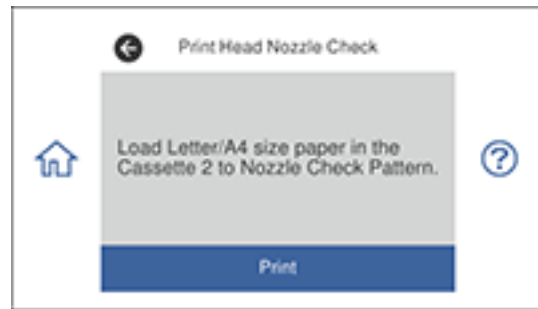 Print Head Nozzle Check
Load Letter/A4 size paper in the
Cassette 2 to Nozzle Check Pattern.
?
Print